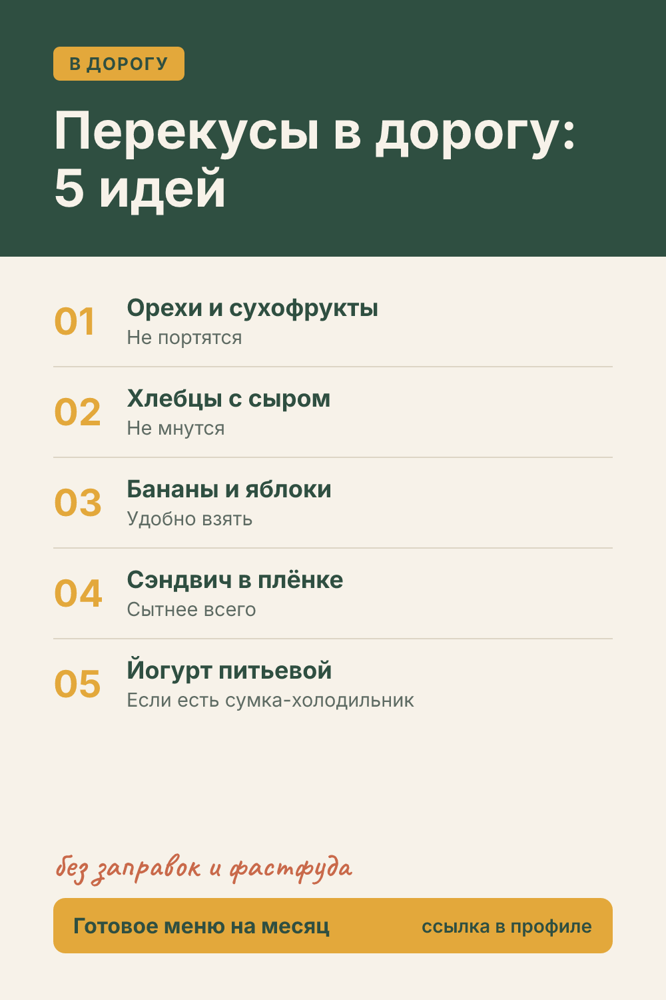 В ДОРОГУ
Перекусы в дорогу:
5 идей
01
Орехи и сухофрукты
Не портятся
02
Хлебцы с сыром
Не мнутся
03
Бананы и яблоки
Удобно взять
04
Сэндвич в плёнке
Сытнее всего
05
Йогурт питьевой
Если есть сумка-холодильник
без заправок и фастфуда
Готовое меню на месяц
ссылка в профиле